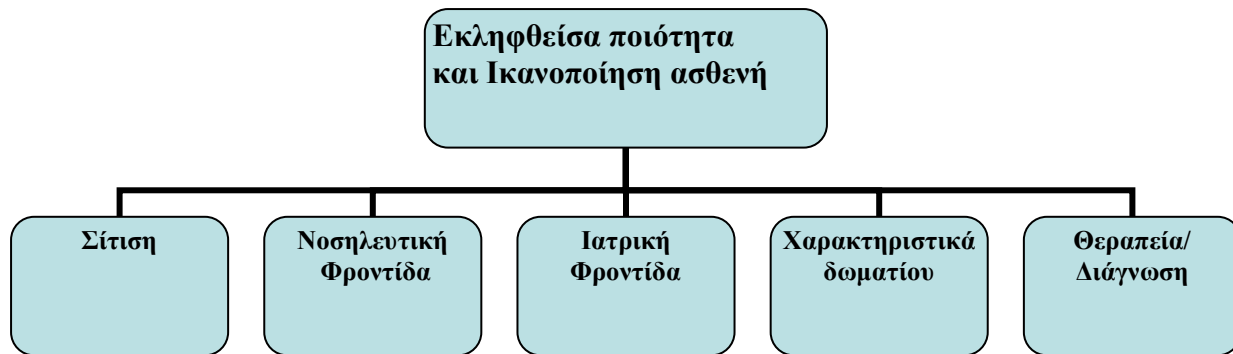 Εκληφθείσα ποιότητα
και Ικανοποίηση ασθενή
Σίτιση
Νοσηλευτική
Φροντίδα
Ιατρική
Φροντίδα
Χαρακτηριστικά
δωματίου
Θεραπεία/
Διάγνωση